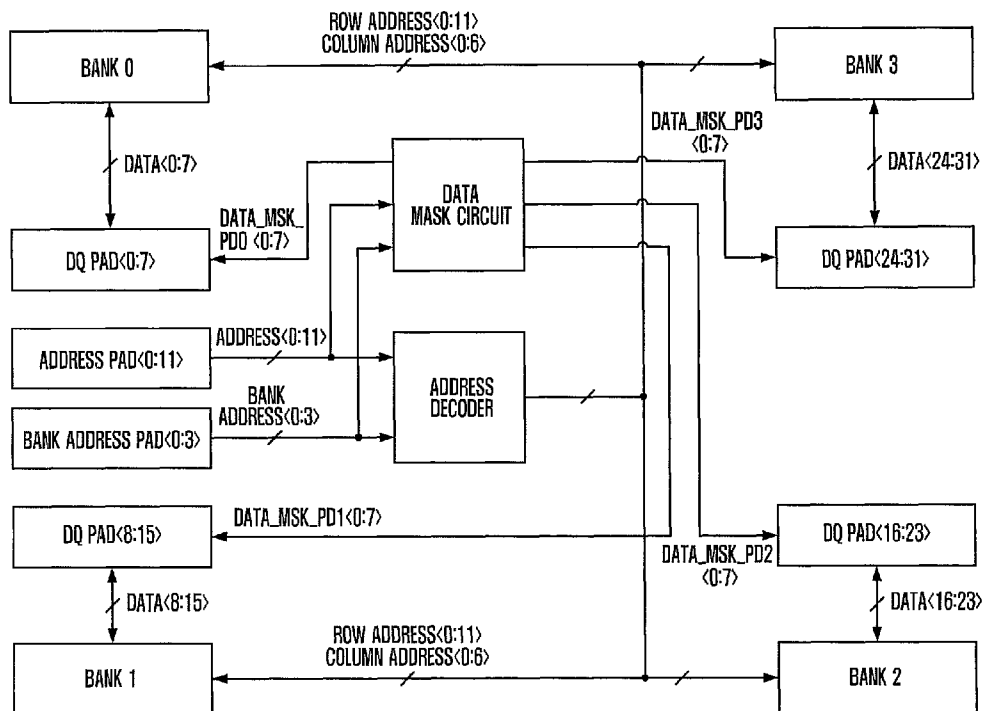 ROW ADDRESS<0:11>
COLUMN ADDRESS<0:6>
BANK 0
BANK 3
DATA<0:7>
DATA
MASK CIRCUIT
DATA_MSK_PD3
<0:7>
DATA<24:31>
DATA_MSK_
PD0 <0:7>
DQ PAD<0:7>
DQ PAD<24:31>
ADDRESS PAD<0:11>
ADDRESS<0:11>
ADDRESS
DECODER
BANK
ADDRESS<0:3>
BANK ADDRESS PAD<0:3>
DQ PAD<8:15>
DATA_MSK_PD1<0:7>
DQ PAD<16:23>
DATA_MSK_PD2
<0:7>
DATA<8:15>
DATA<16:23>
ROW ADDRESS<0:11>
COLUMN ADDRESS<0:6>
BANK 1
BANK 2